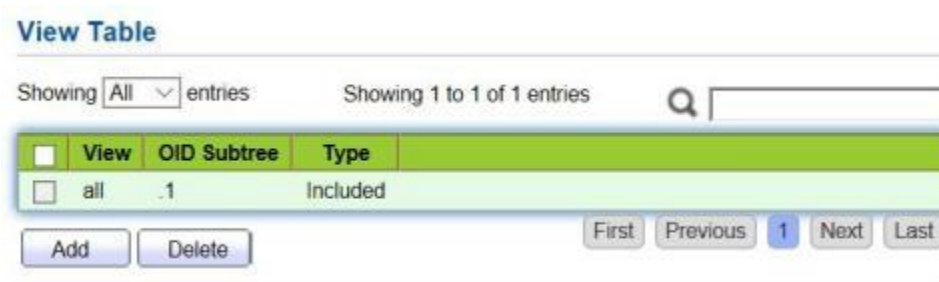 View Table
Showing All entries Showing 1 to 1 of 1 entries
View OID Subtree Type
all .1 Included
First Previous 1 Next Last
Add Delete